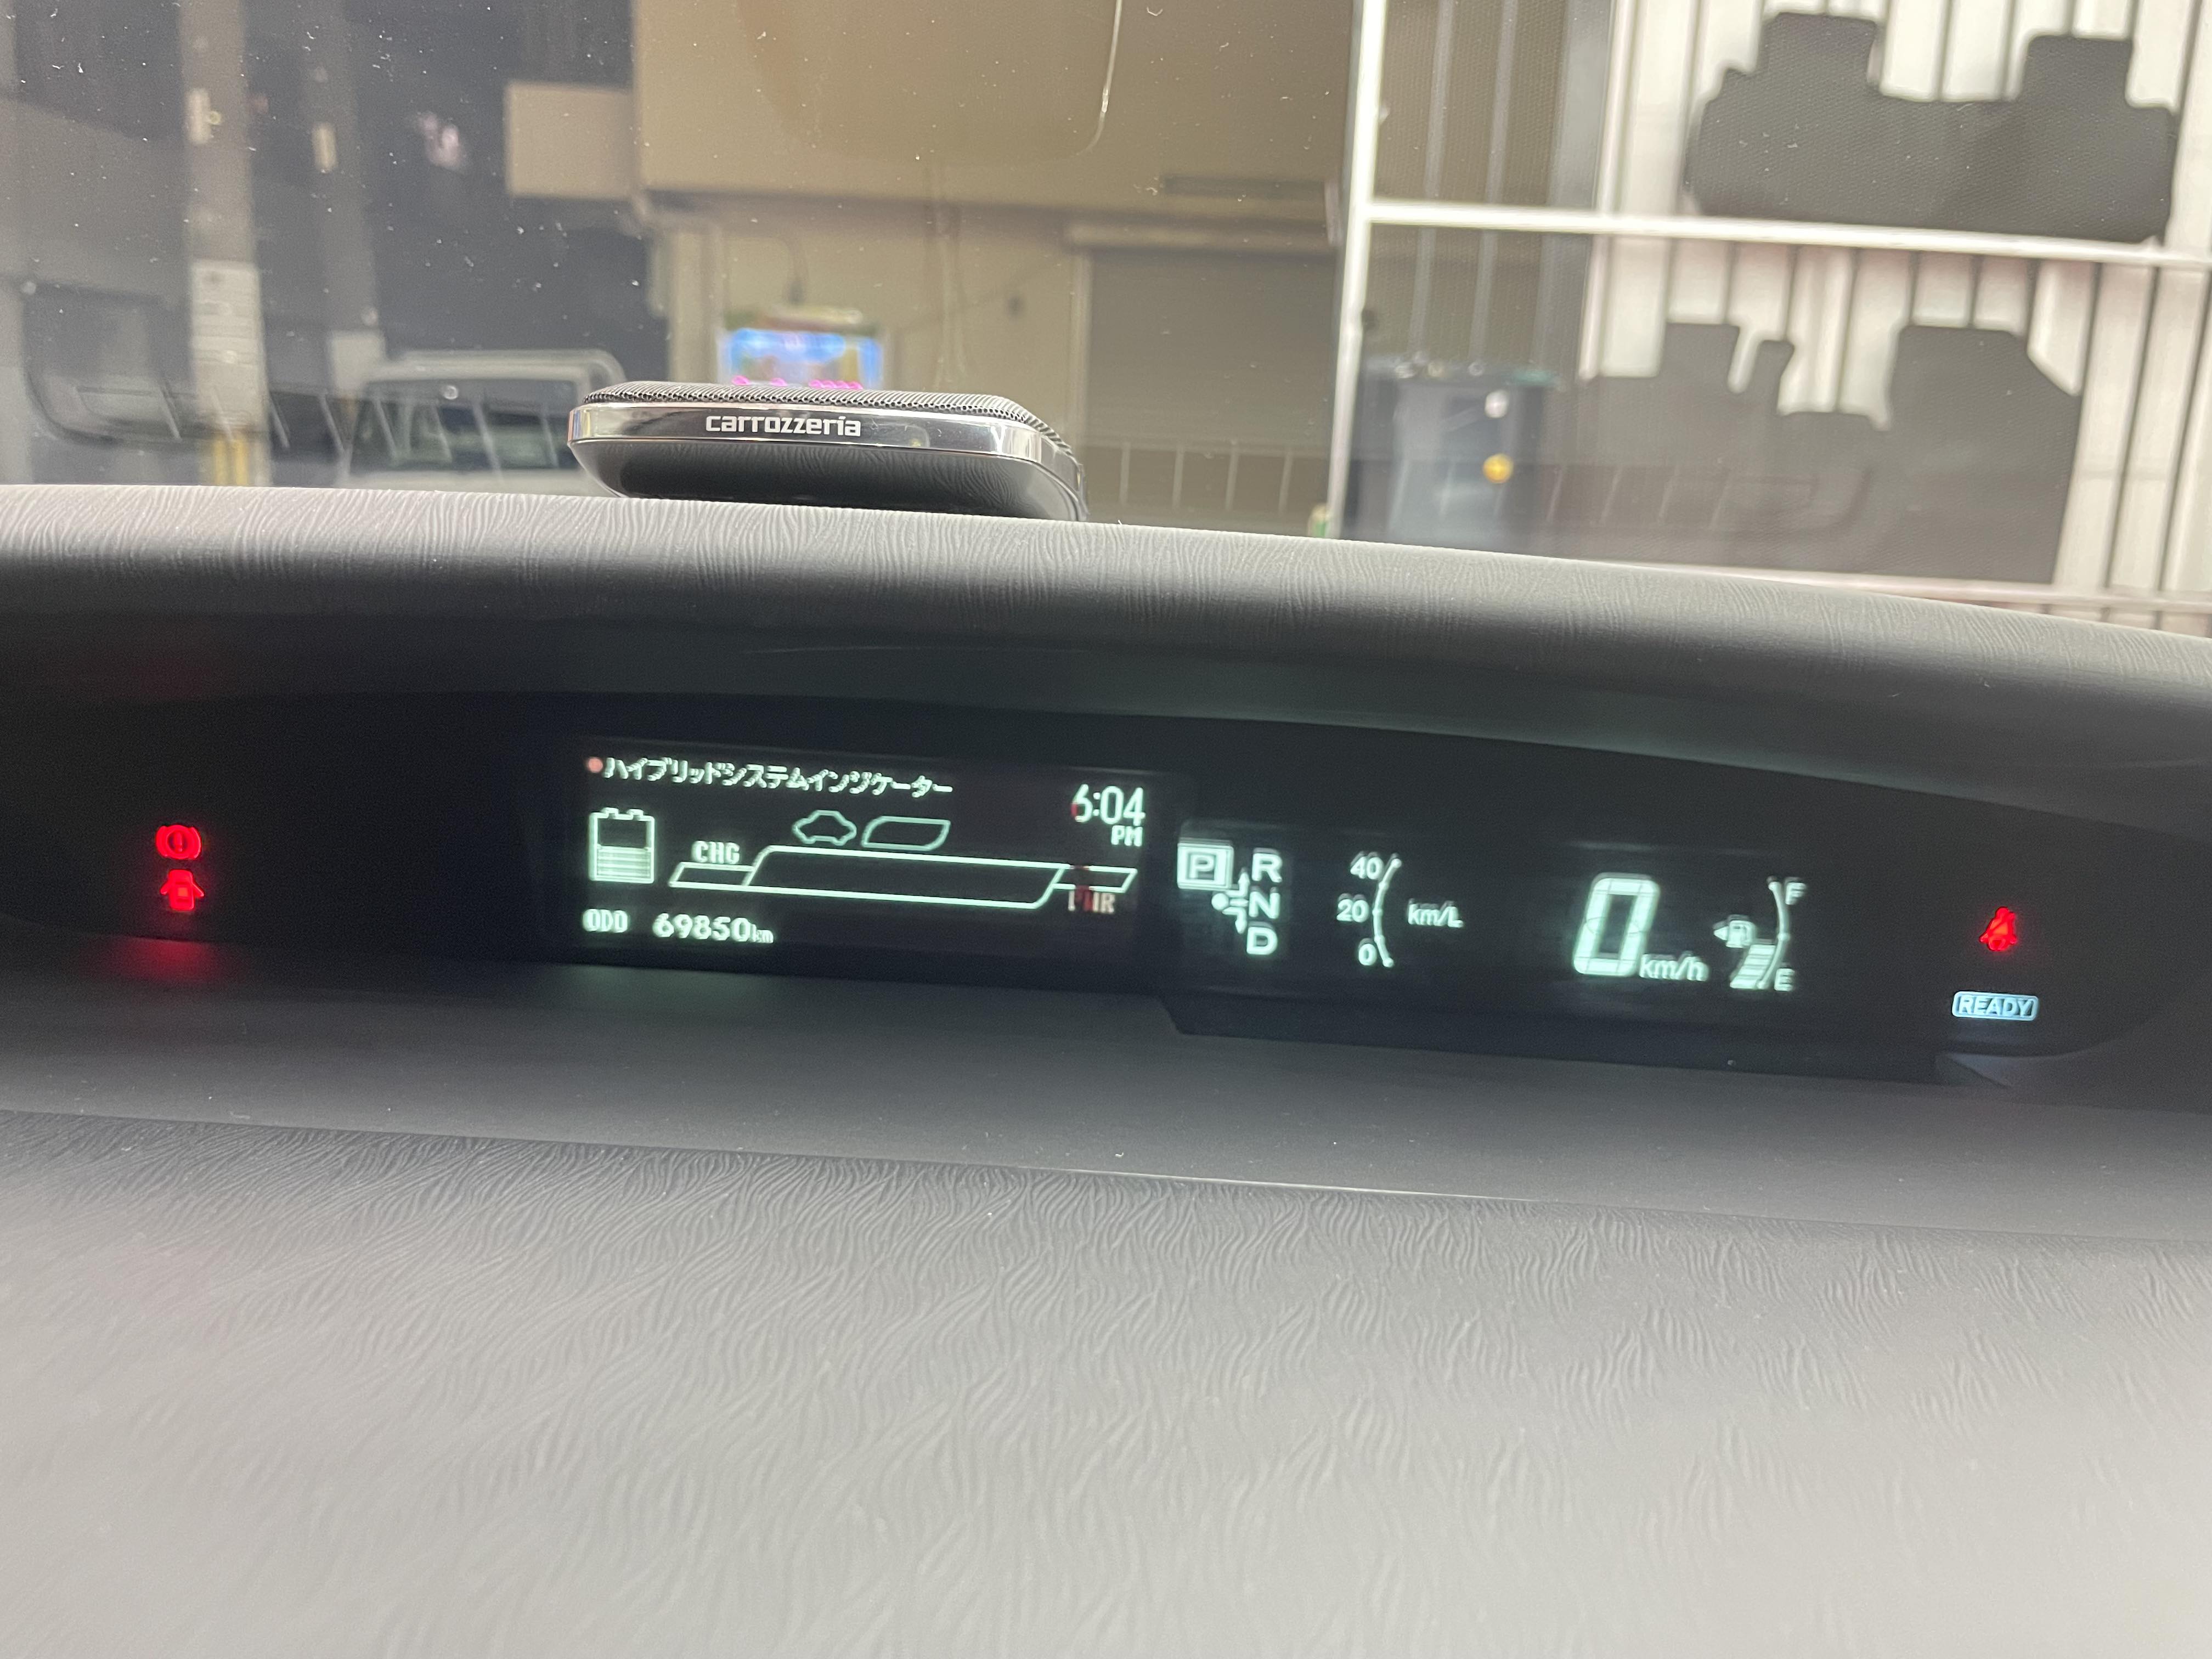 carrozzeria
ハイブリッドシステムインジケーター
6:04
PM
CHG
PWR
ODO 69850km
P
R
N
D
40
20
0
km/L
0km/h
F
E
READY